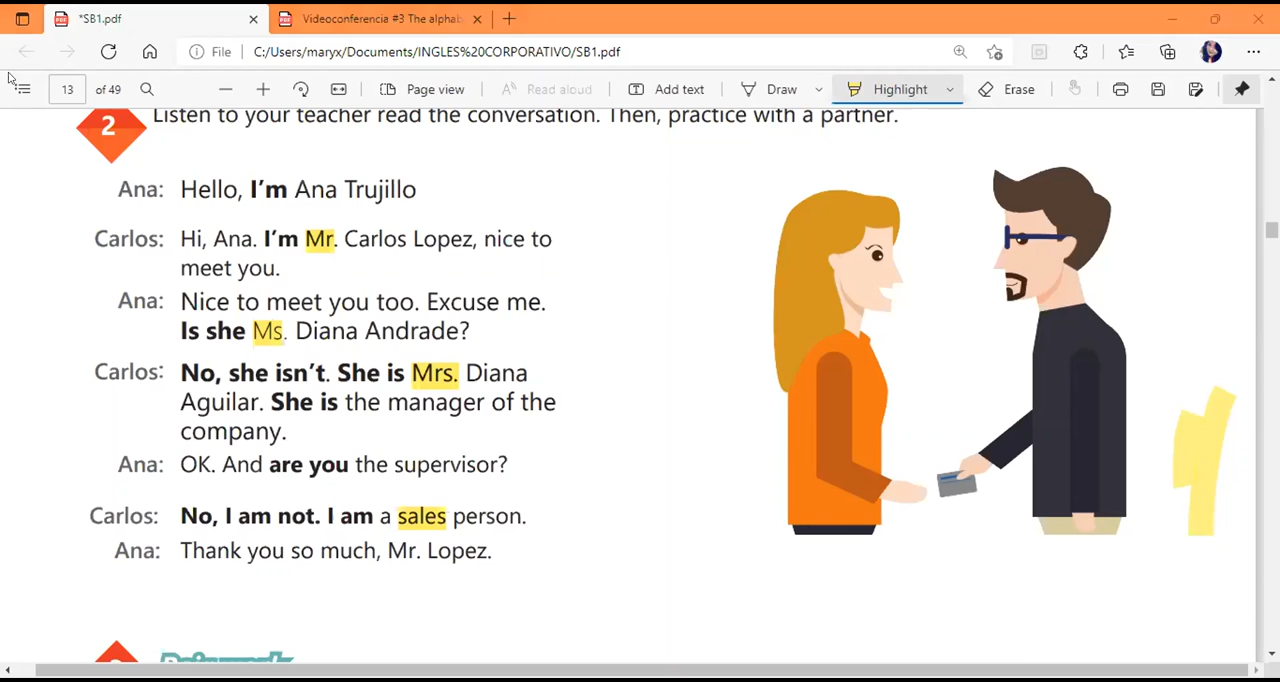 *SB1.pdf
Videoconferencia #3 The alphab
File C:/Users/maryx/Documents/INGLES%20CORPORATIVO/SB1.pdf
13 of 49 Page view Read aloud Add text Draw Highlight Erase
2 Listen to your teacher read the conversation. Then, practice with a partner.
Ana: Hello, I'm Ana Trujillo
Carlos: Hi, Ana. I'm Mr. Carlos Lopez, nice to
meet you.
Ana: Nice to meet you too. Excuse me.
Is she Ms. Diana Andrade?
Carlos: No, she isn't. She is Mrs. Diana
Aguilar. She is the manager of the
company.
Ana: OK. And are you the supervisor?
Carlos: No, I am not. I am a sales person.
Ana: Thank you so much, Mr. Lopez.